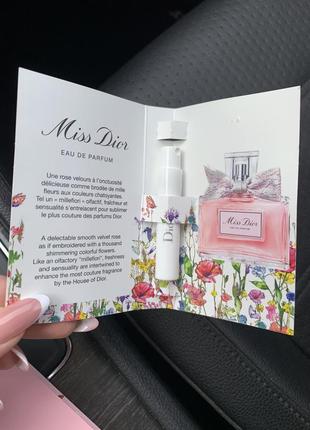 Miss Dior
EAU DE PARFUM
Une rose velours à l'onctuosité
délicieuse comme brodée de mille
fleurs aux couleurs chatoyantes.
Tel un « millefiori » olfactif, fraîcheur et
sensualité s'entrelacent pour sublimer
le plus couture des parfums Dior.
A delectable smooth velvet rose
as if embroidered with a thousand
shimmering colorful flowers.
Like an olfactory "millefiori", freshness
and sensuality are intertwined to
enhance the most couture fragrance
by the House of Dior.
Dior
Miss Dior